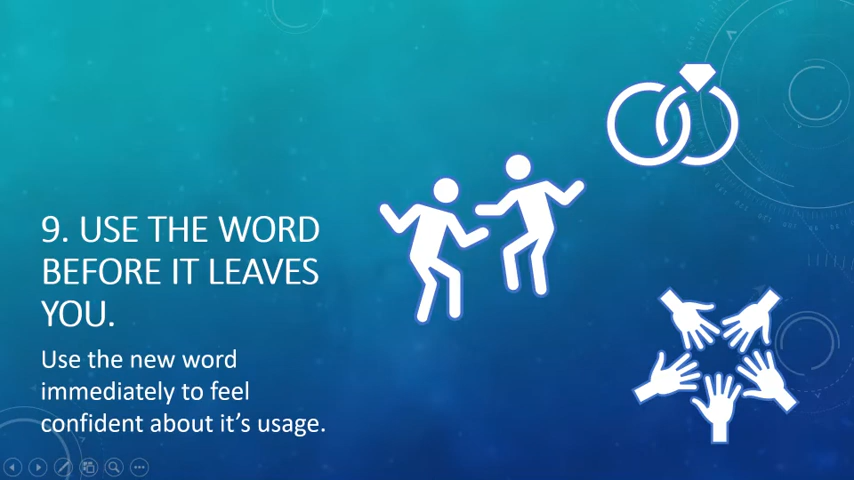 9. USE THE WORD
BEFORE IT LEAVES
YOU.
Use the new word
immediately to feel
confident about it’s usage.